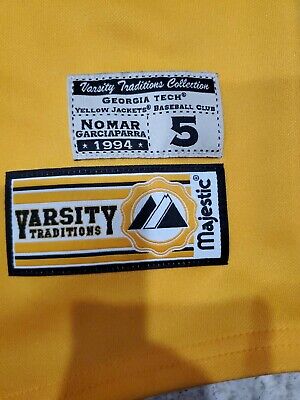 Varsity Traditions Collection
GEORGIA TECH®
YELLOW JACKETS® BASEBALL CLUB
NOMAR
GARCIAPARRA
★ 1994 ★
5
VARSITY
TRADITIONS
Majestic®